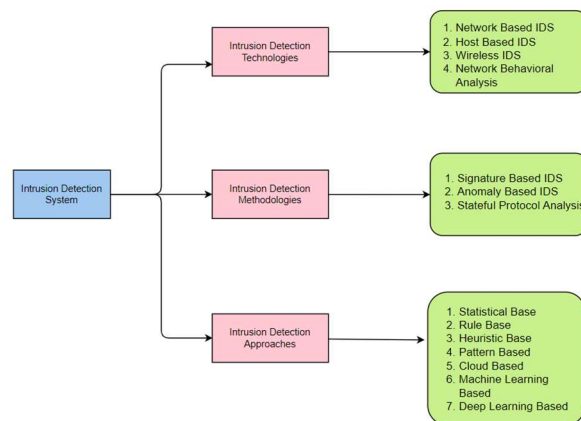 Intrusion Detection
System
Intrusion Detection
Technologies
1. Network Based IDS
2. Host Based IDS
3. Wireless IDS
4. Network Behavioral
Analysis
Intrusion Detection
Methodologies
1. Signature Based IDS
2. Anomaly Based IDS
3. Stateful Protocol Analysis
Intrusion Detection
Approaches
1. Statistical Base
2. Rule Base
3. Heuristic Base
4. Pattern Based
5. Cloud Based
6. Machine Learning
Based
7. Deep Learning Based